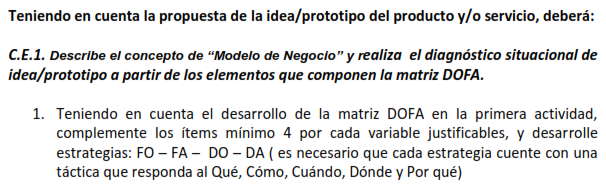 Teniendo en cuenta la propuesta de la idea/prototipo del producto y/o servicio, deberá:
C.E.1. Describe el concepto de “Modelo de Negocio” y realiza el diagnóstico situacional de
idea/prototipo a partir de los elementos que componen la matriz DOFA.
1. Teniendo en cuenta el desarrollo de la matriz DOFA en la primera actividad,
complemente los ítems mínimo 4 por cada variable justificables, y desarrolle
estrategias: FO – FA – DO – DA ( es necesario que cada estrategia cuente con una
táctica que responda al Qué, Cómo, Cuándo, Dónde y Por qué)